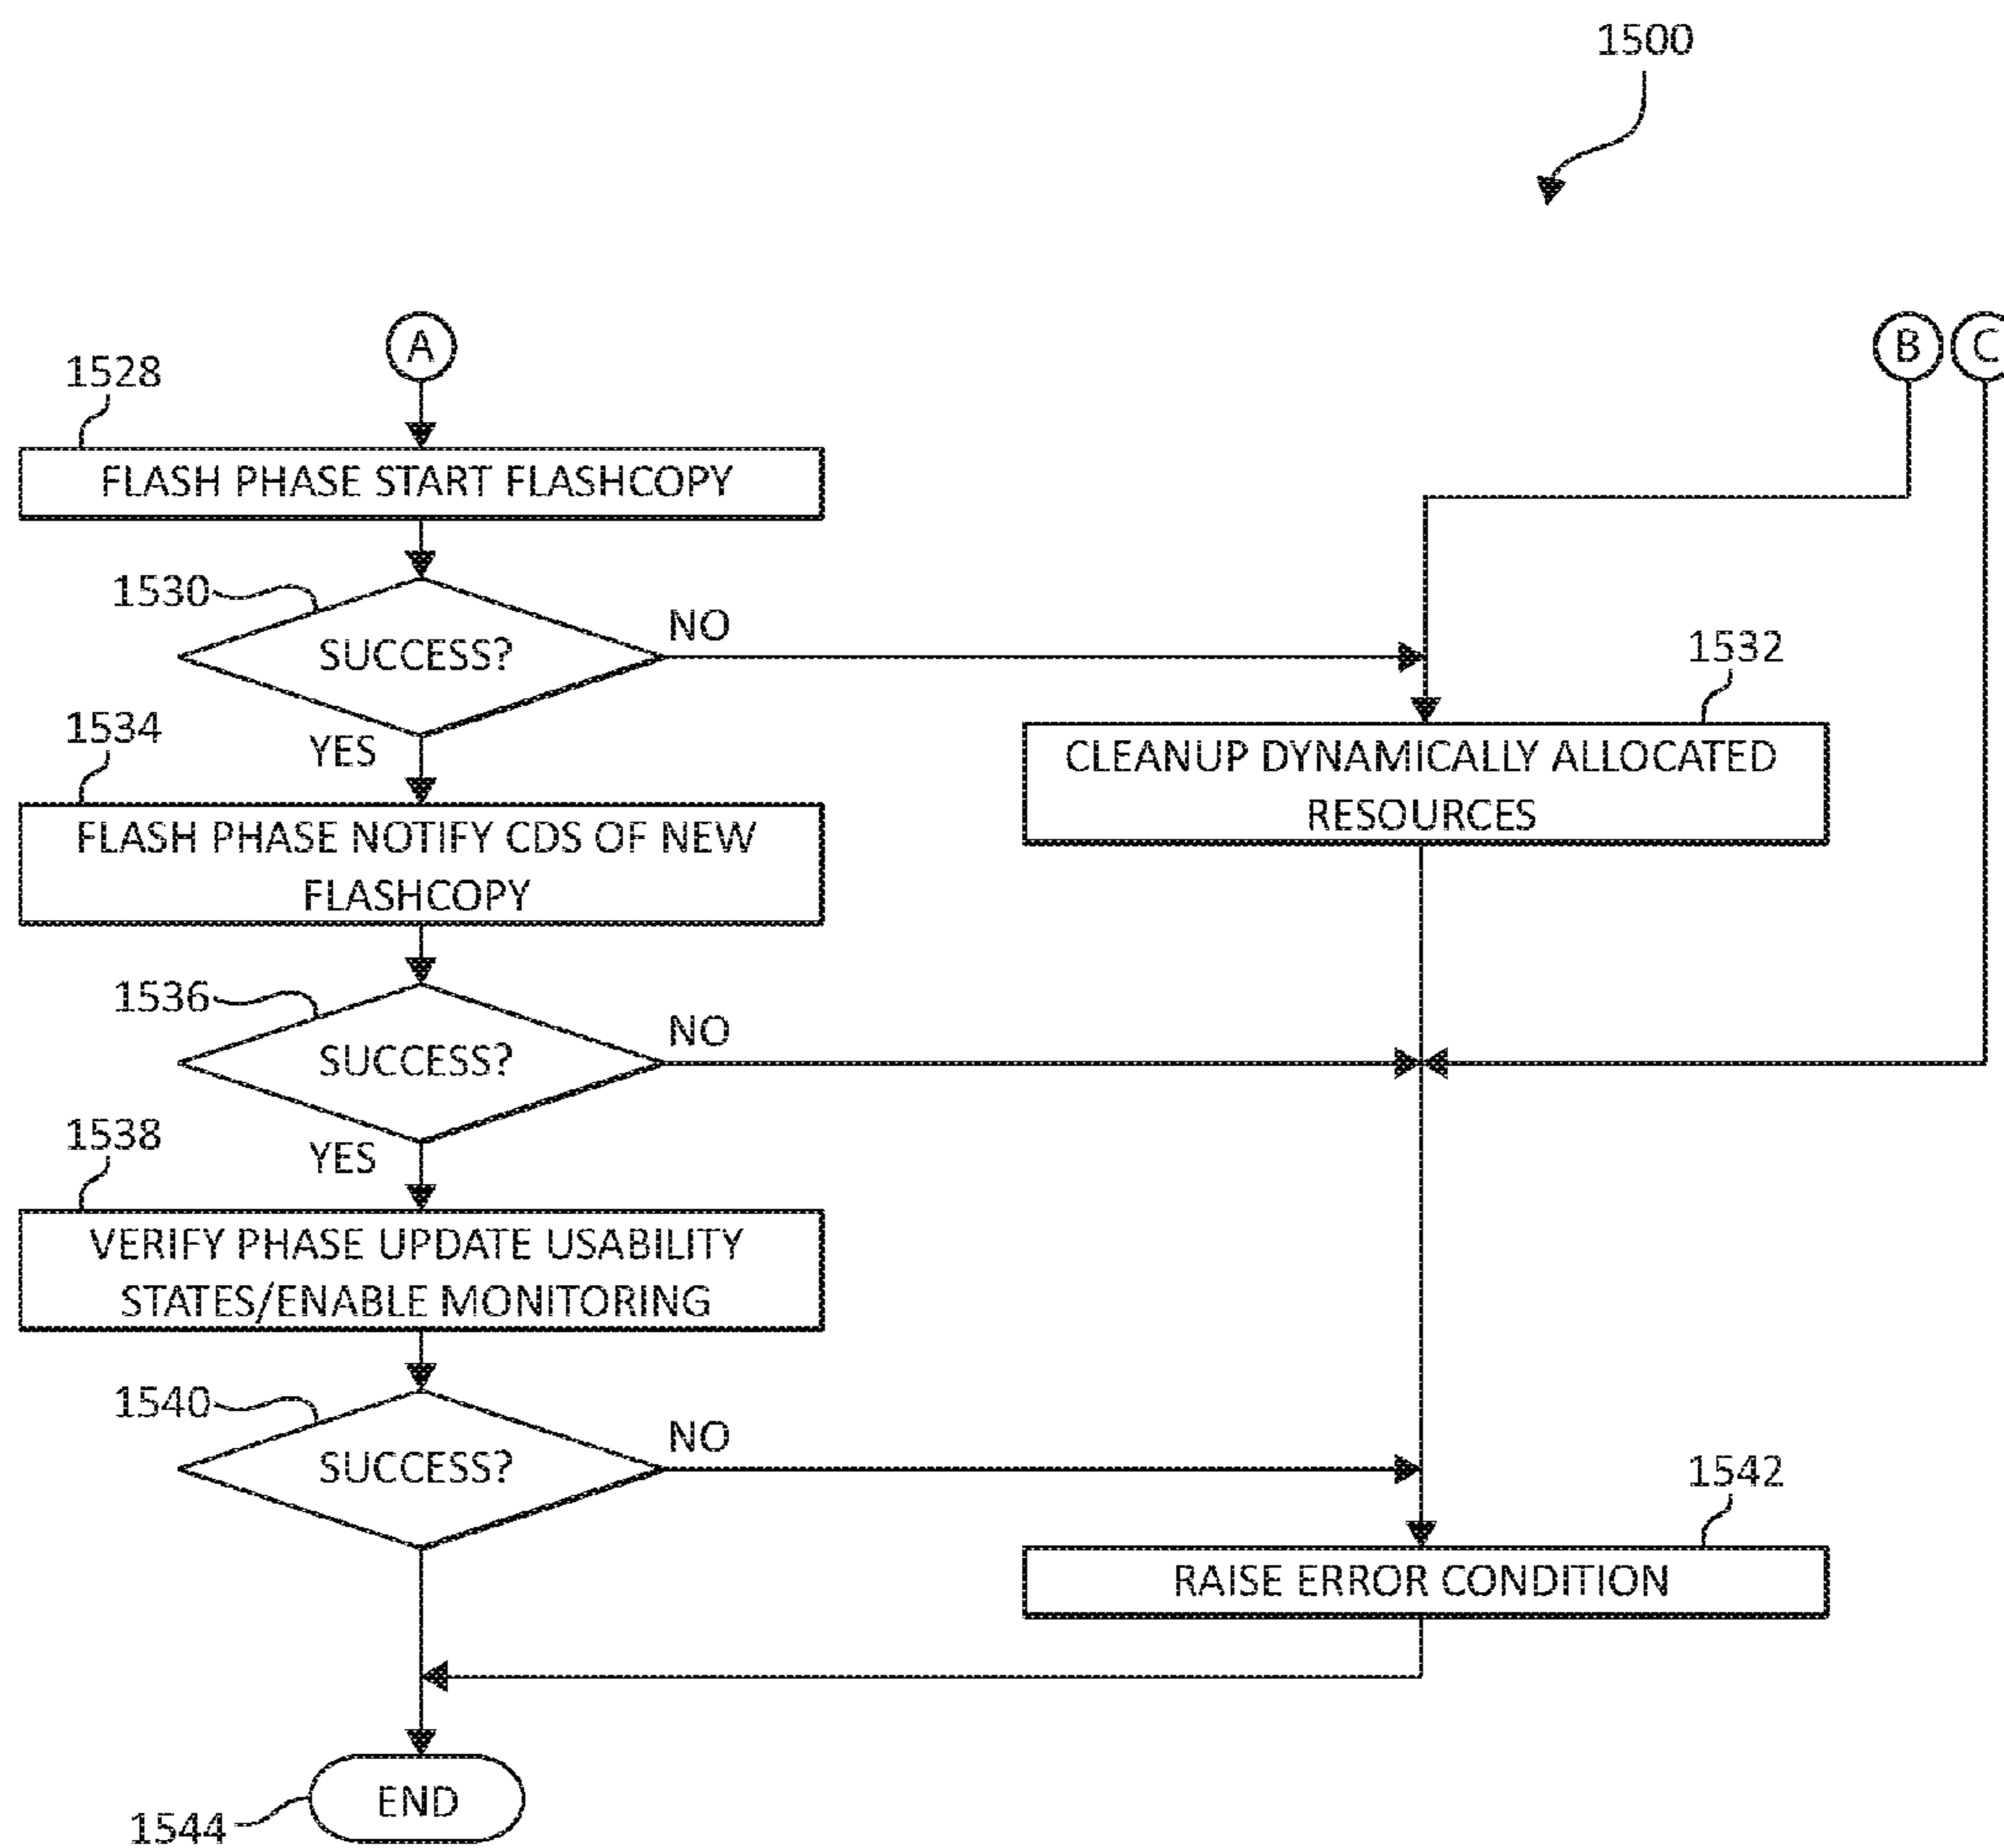 1500
A
B
C
1528
FLASH PHASE START FLASHCOPY
1530
SUCCESS?
NO
YES
1532
CLEANUP DYNAMICALLY ALLOCATED
RESOURCES
1534
FLASH PHASE NOTIFY CDS OF NEW
FLASHCOPY
1536
SUCCESS?
NO
YES
1538
VERIFY PHASE UPDATE USABILITY
STATES/ENABLE MONITORING
1540
SUCCESS?
NO
1542
RAISE ERROR CONDITION
END
1544